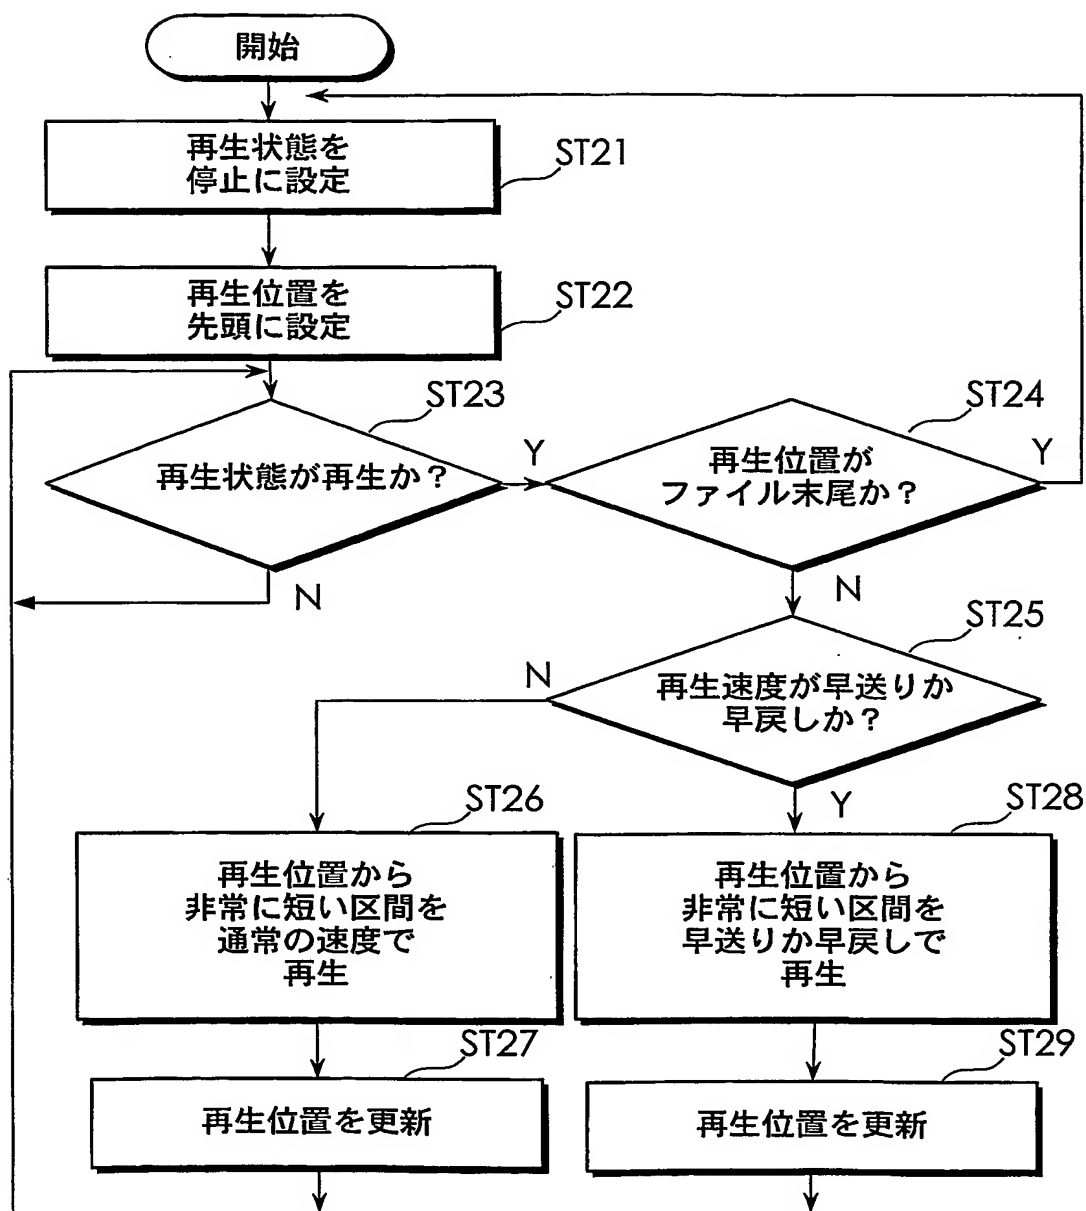 開始
再生状態を
停止に設定
ST21
再生位置を
先頭に設定
ST22
ST23
再生状態が再生か？
Y
N
ST24
再生位置が
ファイル末尾か？
Y
N
ST25
再生速度が早送りか
早戻しか？
N
Y
ST26
再生位置から
非常に短い区間を
通常の速度で
再生
ST28
再生位置から
非常に短い区間を
早送りか早戻しで
再生
ST27
再生位置を更新
ST29
再生位置を更新